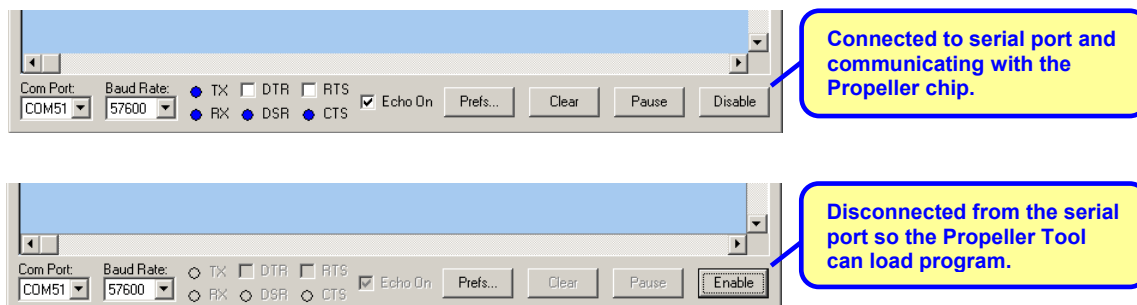 Connected to serial port and
communicating with the
Propeller chip.
Com Port: Baud Rate: TX DTR RTS
COM51 57600 RX DSR CTS Echo On Prefs... Clear Pause Disable
Disconnected from the serial
port so the Propeller Tool
can load program.
Com Port: Baud Rate: TX DTR RTS
COM51 57600 RX DSR CTS Echo On Prefs... Clear Pause Enable